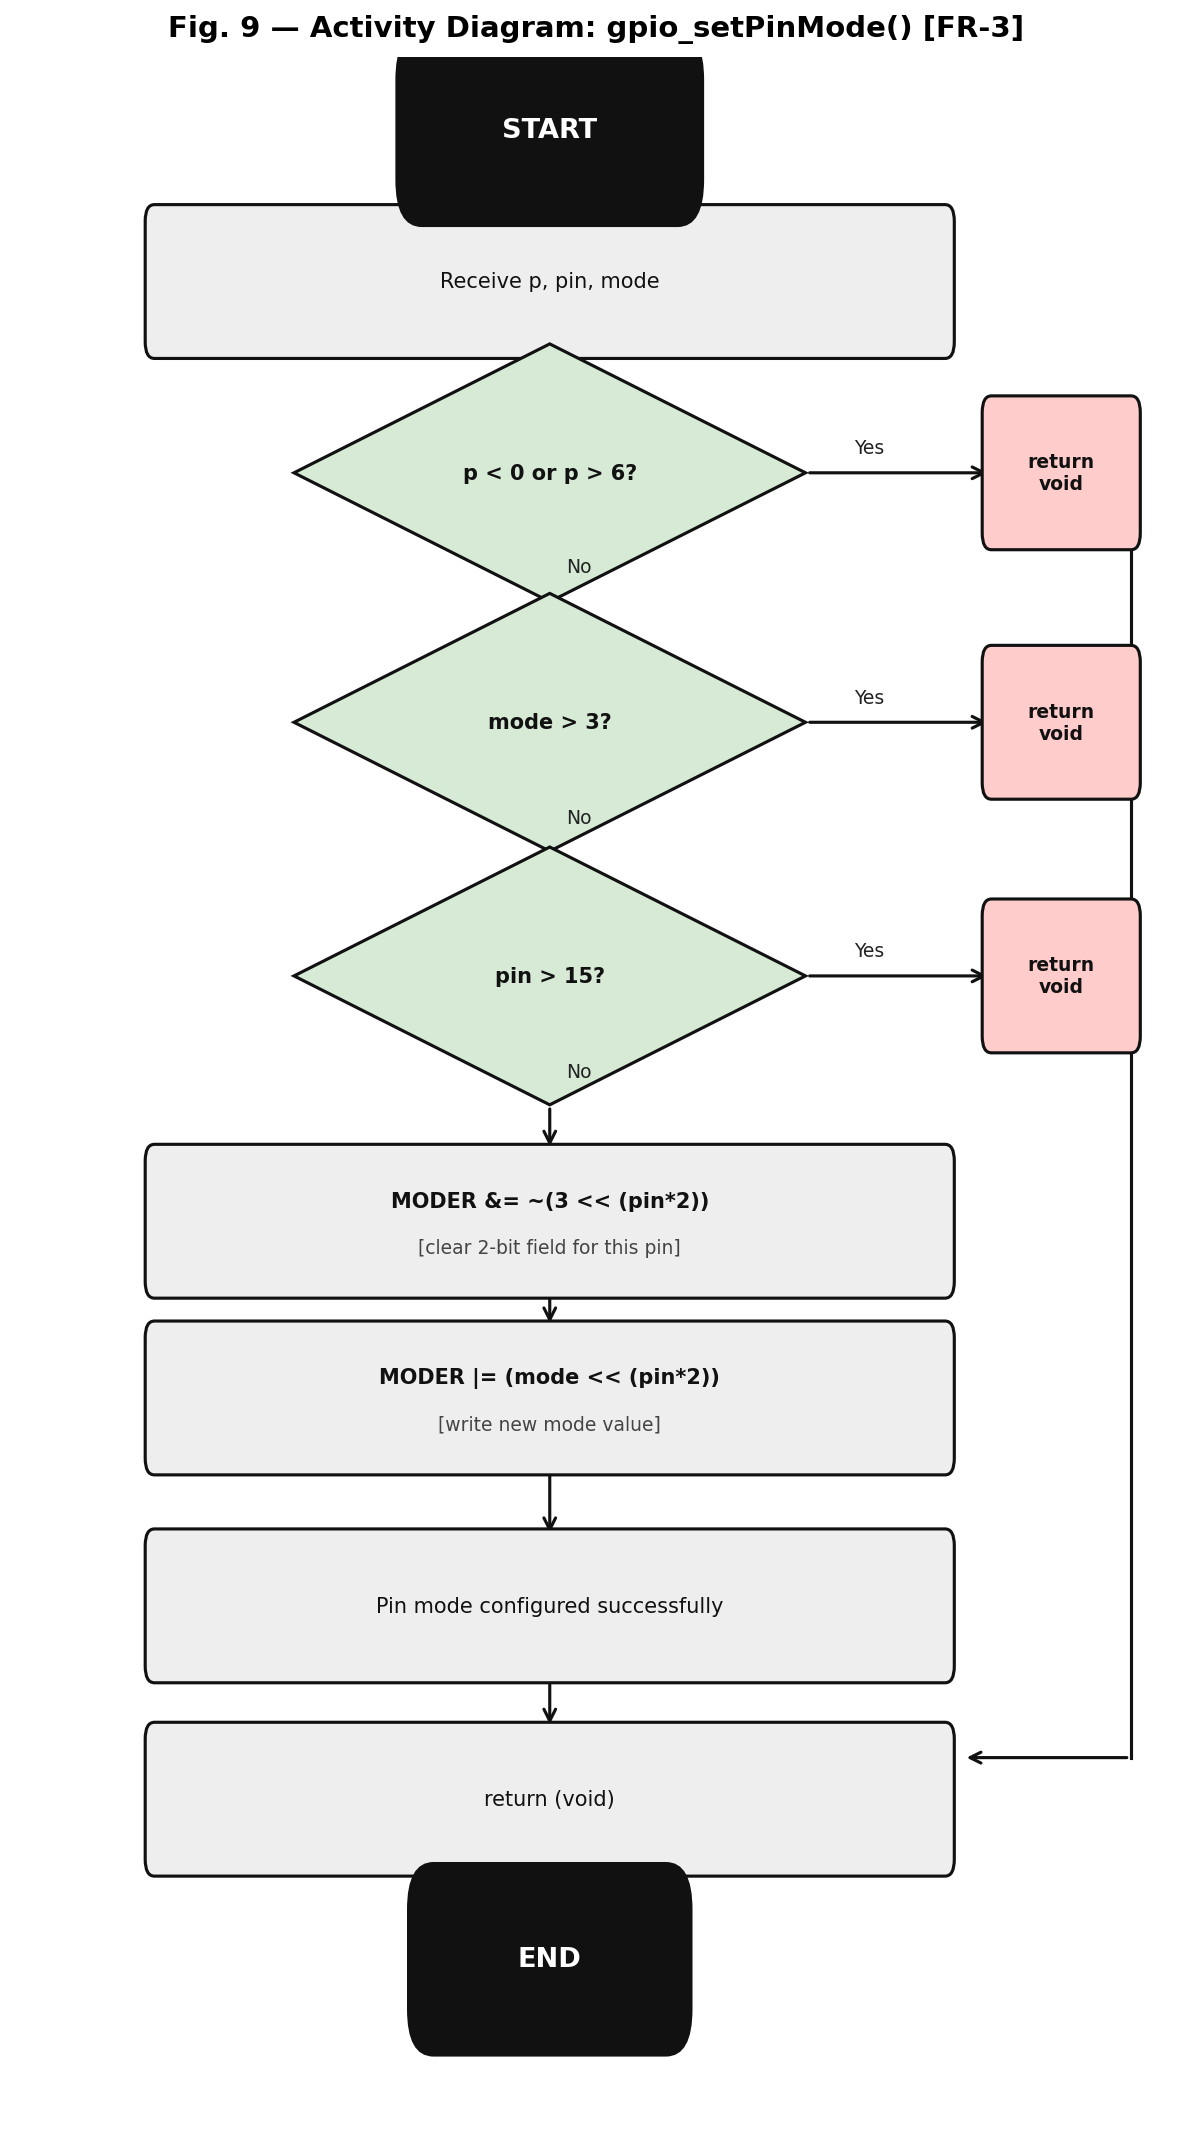 Fig. 9 — Activity Diagram: gpio_setPinMode() [FR-3]
START
Receive p, pin, mode
p < 0 or p > 6?
Yes
return
void
No
mode > 3?
Yes
return
void
No
pin > 15?
Yes
return
void
No
MODER &= ~(3 << (pin*2))
[clear 2-bit field for this pin]
MODER |= (mode << (pin*2))
[write new mode value]
Pin mode configured successfully
return (void)
END